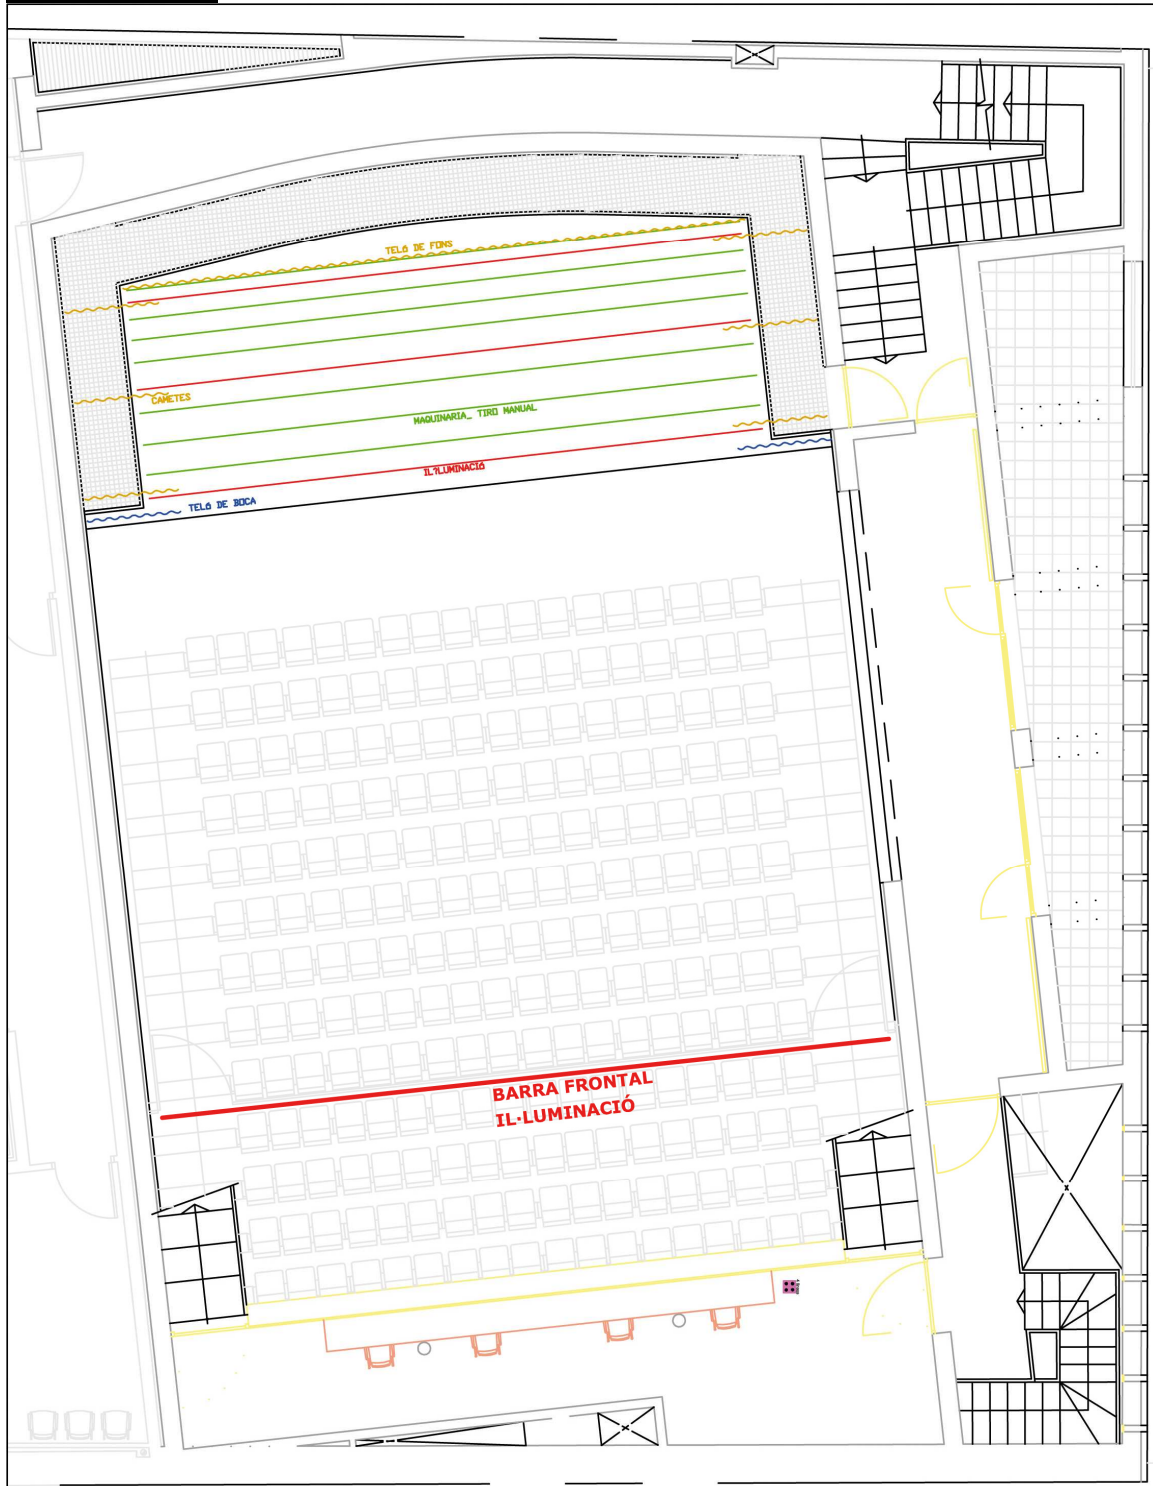 TELÓ DE FONS
CAMETES
MAQUINARIA_ TIRO MANUAL
IL?LUMINACIÓ
TELÓ DE BOCA
BARRA FRONTAL
IL·LUMINACIÓ